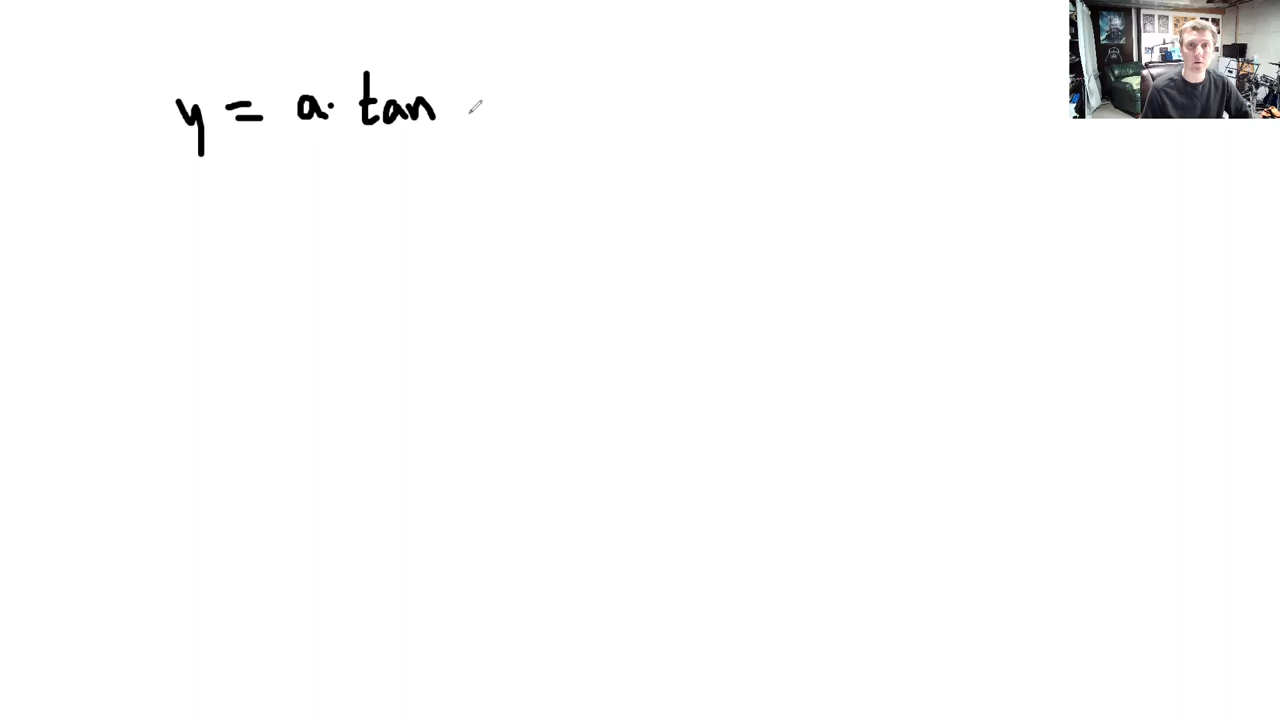 y = a · tan